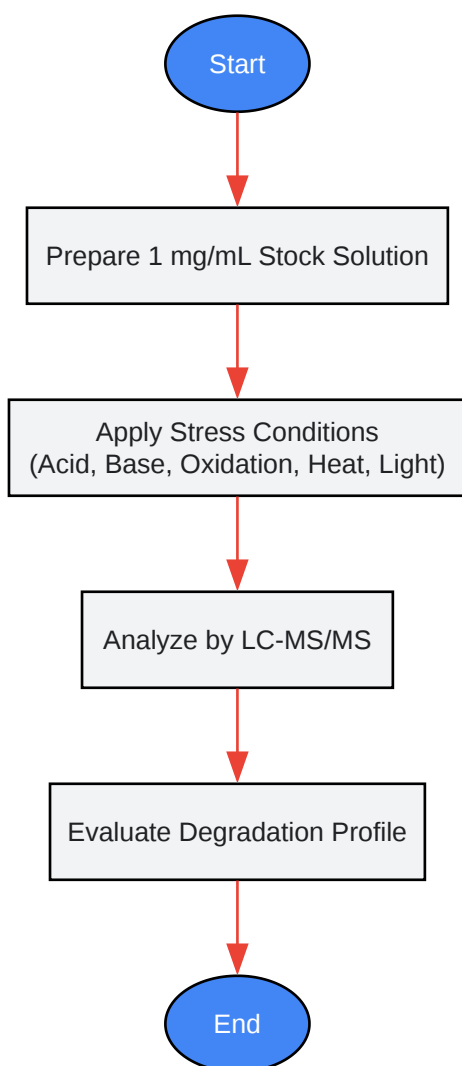 Start
Prepare 1 mg/mL Stock Solution
Apply Stress Conditions
(Acid, Base, Oxidation, Heat, Light)
Analyze by LC-MS/MS
Evaluate Degradation Profile
End